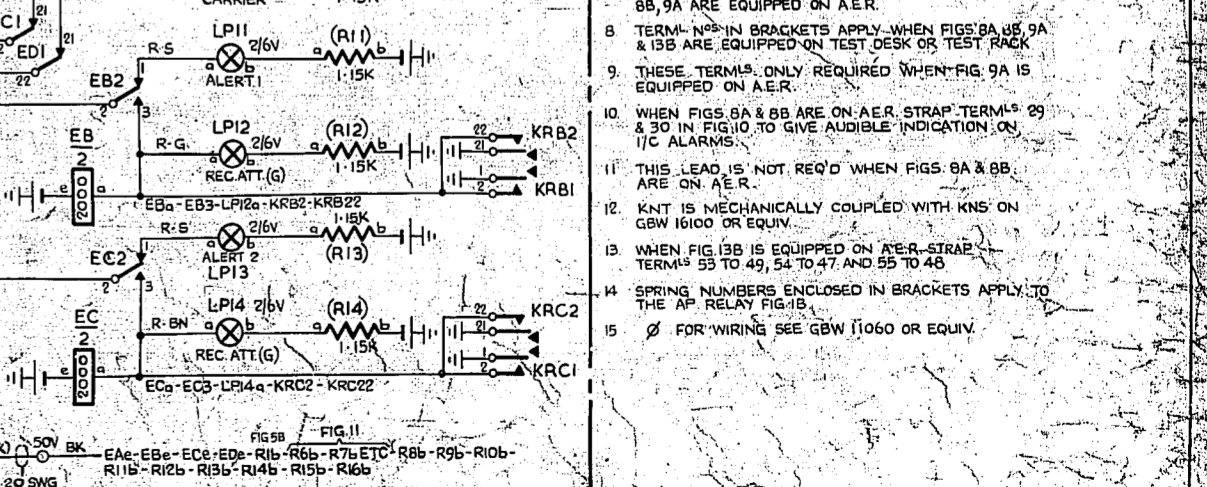 CARRIER
1·15K
C1
21
2
ED1
21
22
R·S
LP11
2/6V
a
b
ALERT.1
(R11)
a
b
1·15K
EB2
1
2
3
EB
2
R·G
LP12
2/6V
a
b
REC.ATT.(G)
(R12)
a
b
1·15K
22
KRB2
21
1
2
KRB1
e
200
a
EBa-EB3-LP12a-KRB2-KRB22
R·S
2/6V
a
b
ALERT 2
LP13
1·15K
a
b
(R13)
EC2
1
2
3
EC
2
R·BN
LP14
2/6V
a
b
REC.ATT.(G)
(R14)
a
b
1·15K
22
KRC2
21
1
2
KRC1
e
200
a
ECa-EC3-LP14a-KRC2-KRC22
FIG 5B
FIG.11
50V
BK
EAe-EBe-ECe-EDe-R1b-R6b-R7b ETC-R8b-R9b-R10b-
R11b-R12b-R13b-R14b-R15b-R16b
20 SWG
8B, 9A ARE EQUIPPED ON A.E.R.
8 TERML NOS IN BRACKETS APPLY WHEN FIGS.8A, 8B, 9A
& 13B ARE EQUIPPED ON TEST DESK OR TEST RACK
9. THESE TERMLS. ONLY REQUIRED WHEN FIG. 9A IS
EQUIPPED ON A.E.R.
10. WHEN FIGS. 8A & 8B ARE ON A.E.R. STRAP TERMLS. 29
& 30 IN FIG.10 TO GIVE AUDIBLE INDICATION ON
I/C ALARMS.
11 THIS LEAD IS NOT REQ'D WHEN FIGS. 8A & 8B
ARE ON A.E.R.
12. KNT IS MECHANICALLY COUPLED WITH KNS ON
GBW 16100 OR EQUIV.
13 WHEN FIG.13B IS EQUIPPED ON A.E.R. STRAP
TERMLS 53 TO 49, 54 TO 47 AND 55 TO 48
14 SPRING NUMBERS ENCLOSED IN BRACKETS APPLY TO
THE AP RELAY FIG.1B.
15 Ø FOR WIRING SEE GBW 11060 OR EQUIV.